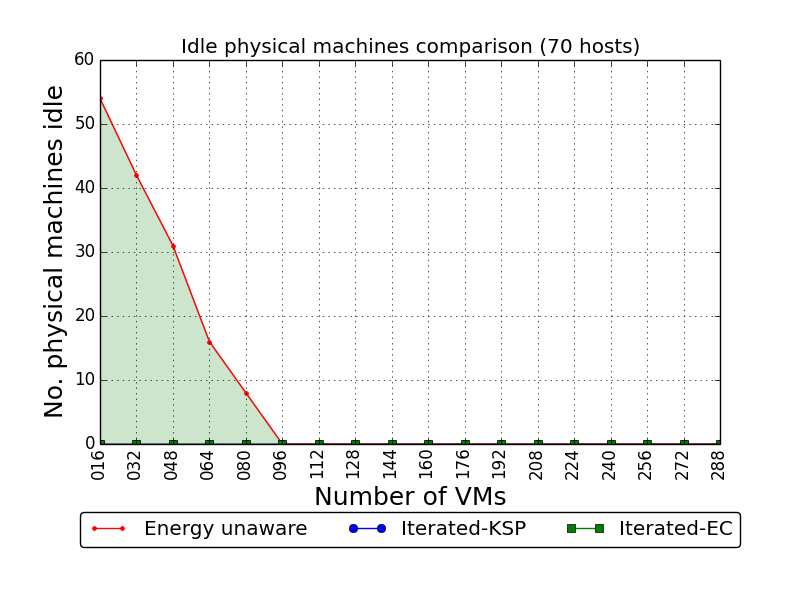 Idle physical machines comparison (70 hosts)
No. physical machines idle
60
50
40
30
20
10
0
016 032 048 064 080 096 112 128 144 160 176 192 208 224 240 256 272 288
Number of VMs
Energy unaware Iterated-KSP Iterated-EC